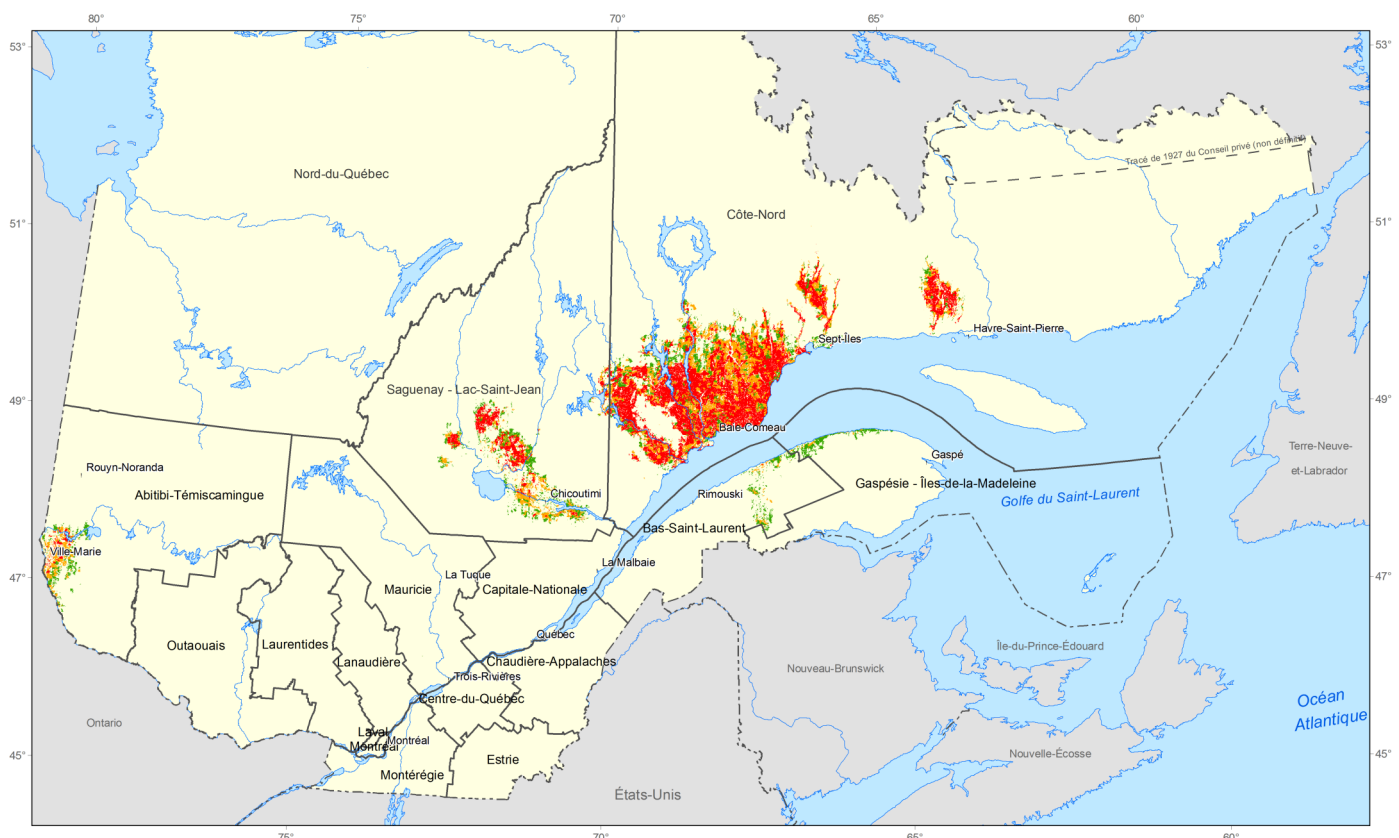 80°
75°
70°
65°
60°
53°
53°
Tracé de 1927 du Conseil privé (non définitif)
Nord-du-Québec
Côte-Nord
51°
51°
Havre-Saint-Pierre
Sept-Îles
Saguenay - Lac-Saint-Jean
49°
49°
Baie-Comeau
Terre-Neuve-
et-Labrador
Gaspé
Rouyn-Noranda
Abitibi-Témiscamingue
Chicoutimi
Rimouski
Gaspésie - Îles-de-la-Madeleine
Golfe du Saint-Laurent
Bas-Saint-Laurent
Ville-Marie
La Malbaie
47°
47°
La Tuque
Mauricie
Capitale-Nationale
Québec
Outaouais
Laurentides
Lanaudière
Chaudière-Appalaches
Île-du-Prince-Édouard
Nouveau-Brunswick
Trois-Rivières
Centre-du-Québec
Océan
Atlantique
Ontario
Laval
Montréal
Montréal
45°
45°
Estrie
Nouvelle-Écosse
Montérégie
États-Unis
75°
70°
65°
60°